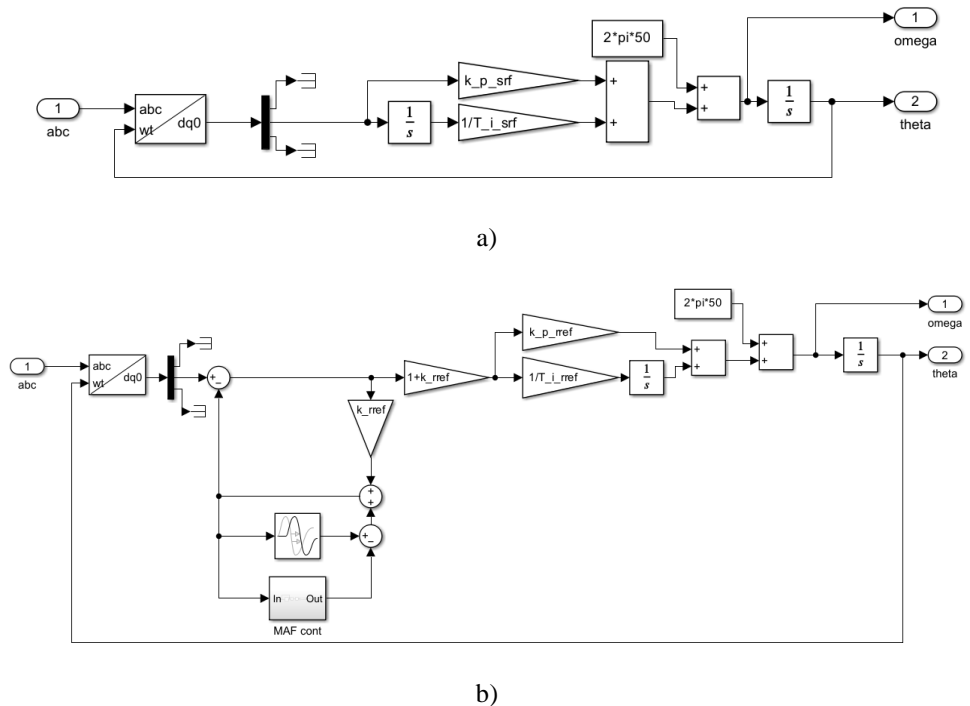 1
omega
2*pi*50
k_p_srf
+
+
+
+
1
s
1
abc
abc
wt
dq0
1
s
1/T_i_srf
2
theta
a)
2*pi*50
1
omega
k_p_rref
+
+
+
+
1
s
1
abc
abc
wt
dq0
+
−
1+k_rref
1/T_i_rref
1
s
2
theta
k_rref
+
+
+
−
In
Out
MAF cont
b)